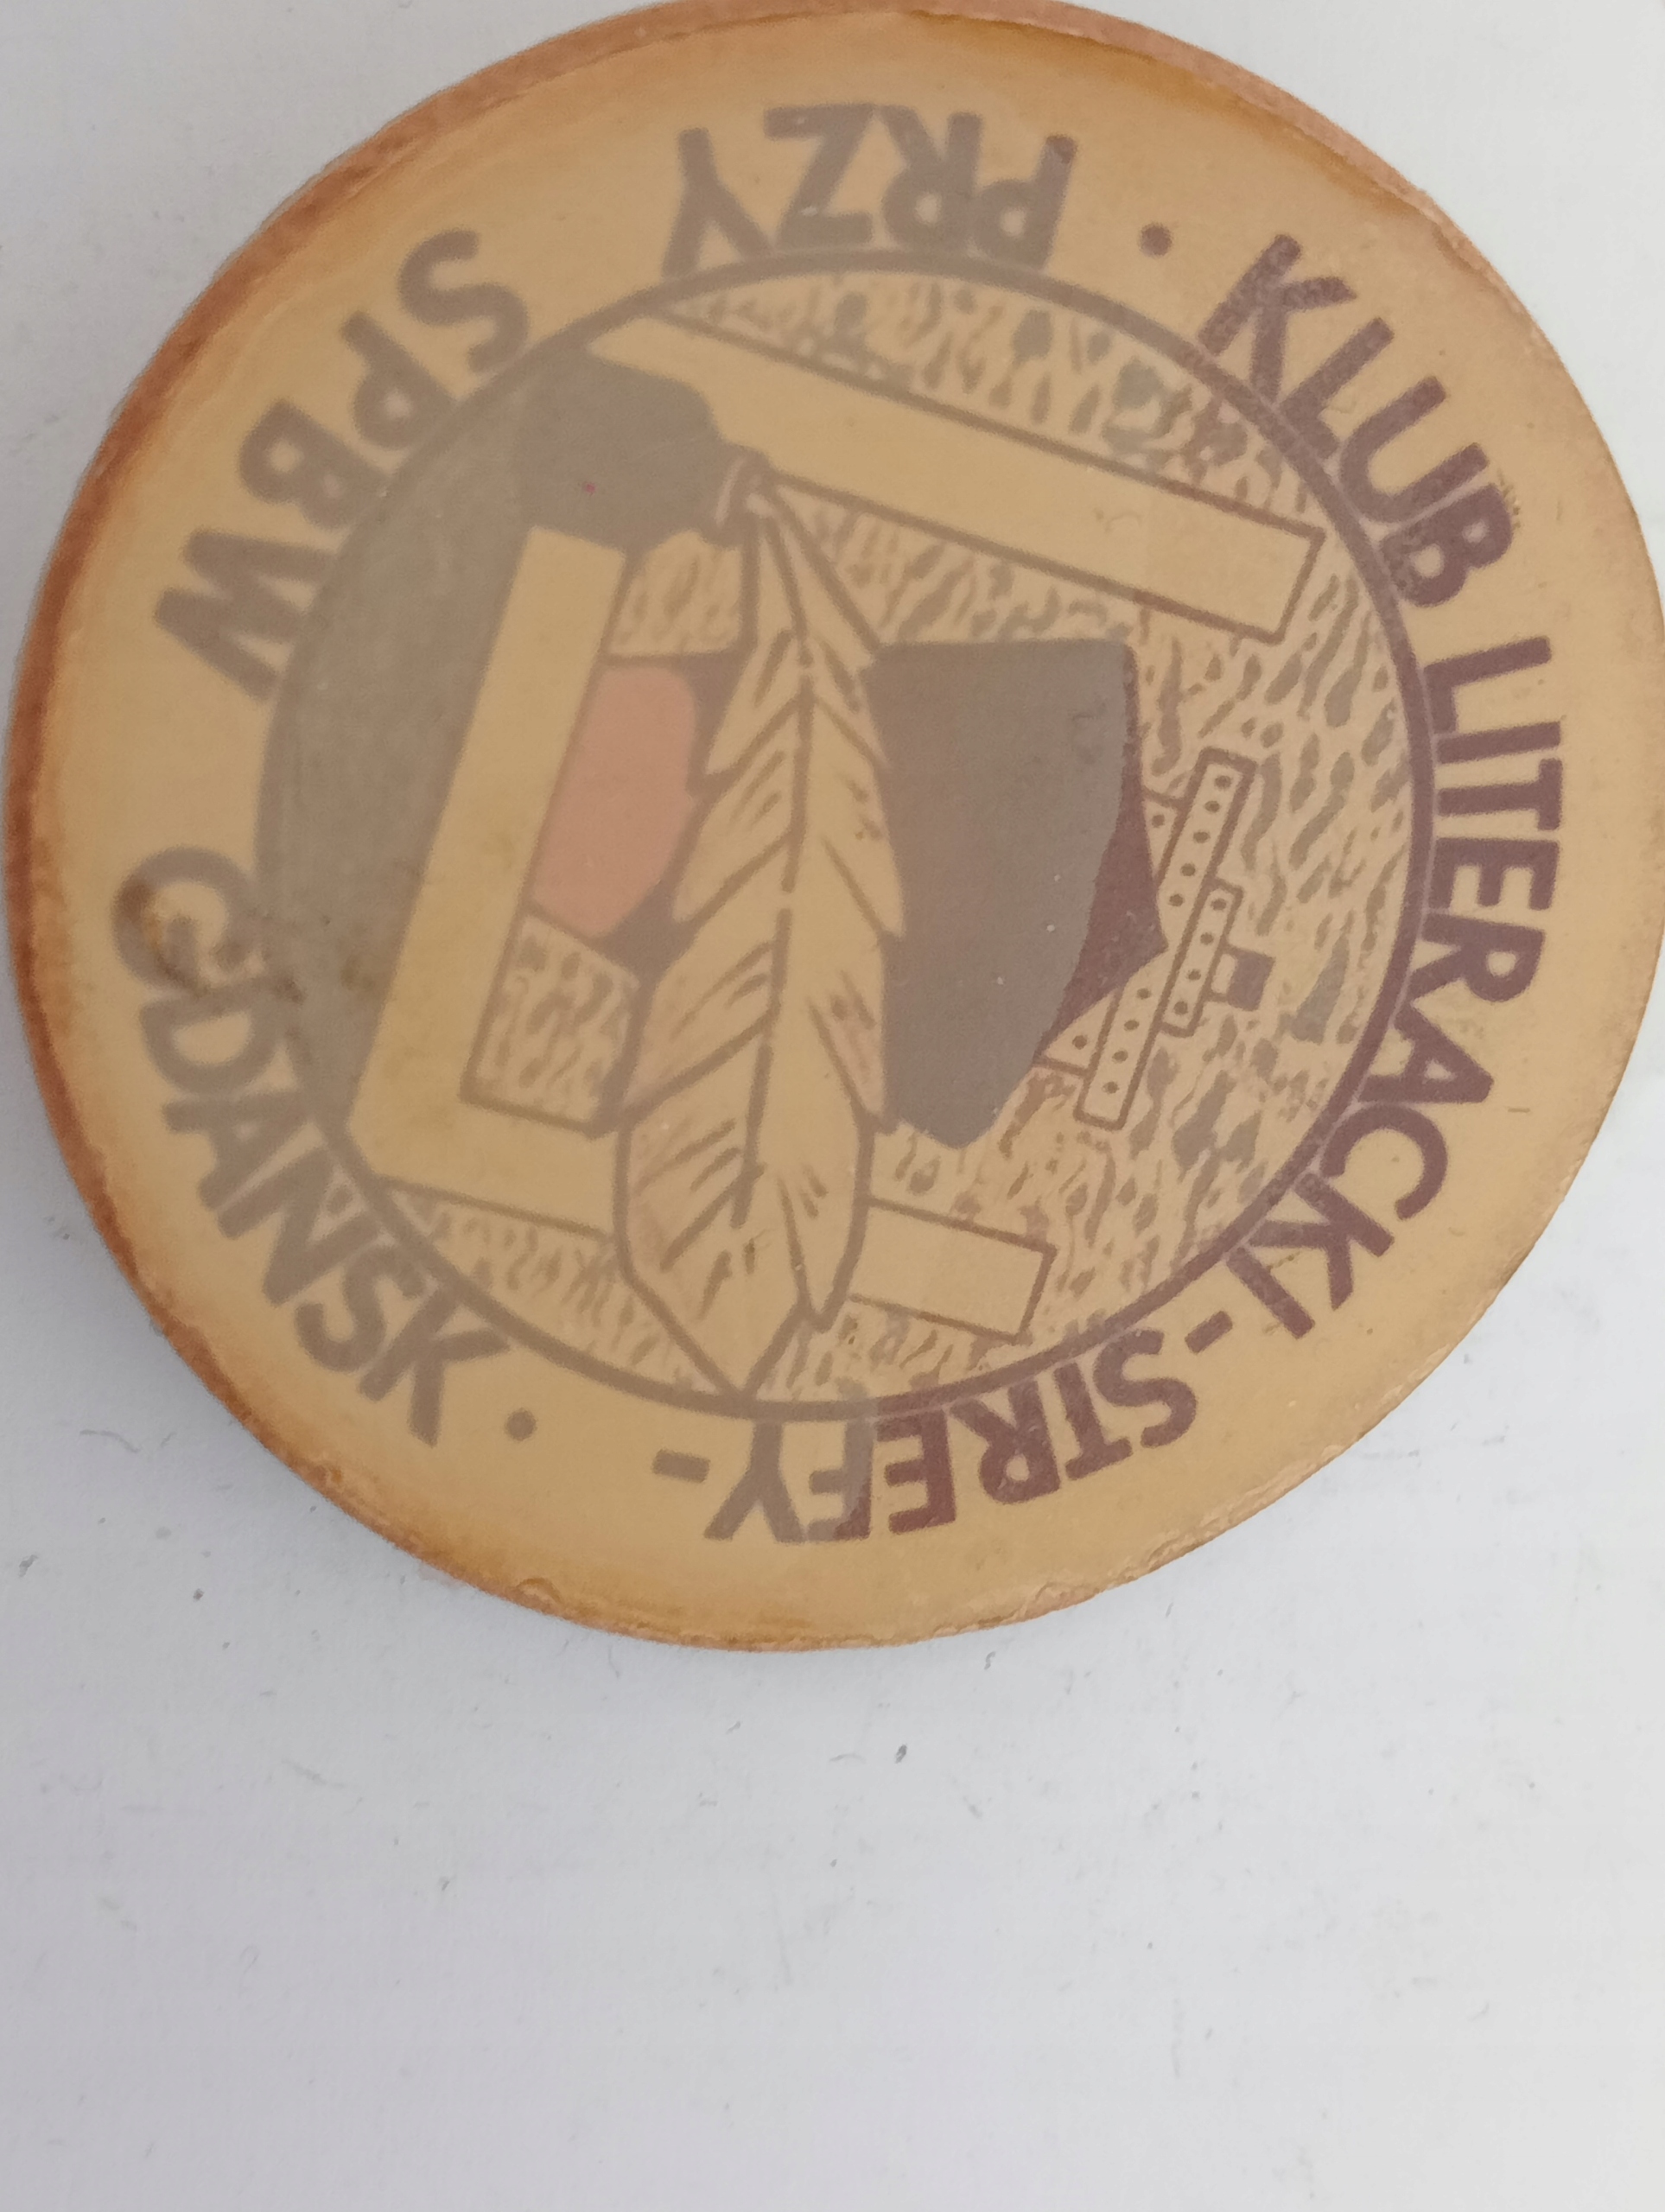 KLUB LITERACKI -STREFY-
PRZY SPBW GDANSK